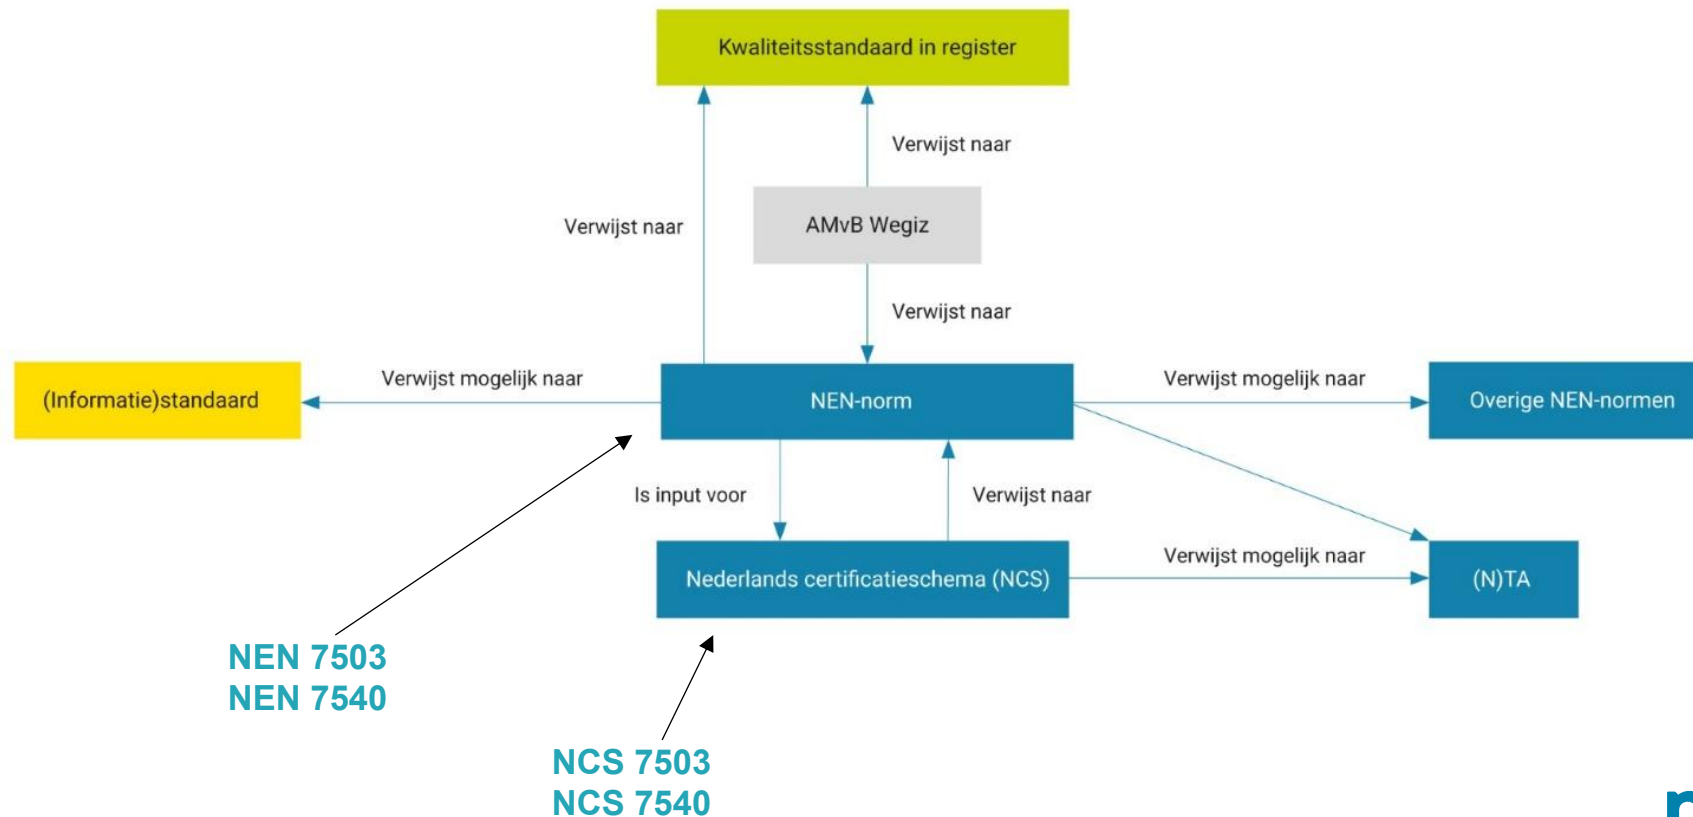 Kwaliteitsstandaard in register
Verwijst naar
Verwijst naar
AMvB Wegiz
Verwijst naar
(Informatie)standaard
Verwijst mogelijk naar
NEN-norm
Verwijst mogelijk naar
Overige NEN-normen
Is input voor
Verwijst naar
Nederlands certificatieschema (NCS)
Verwijst mogelijk naar
(N)TA
NEN 7503
NEN 7540
NCS 7503
NCS 7540